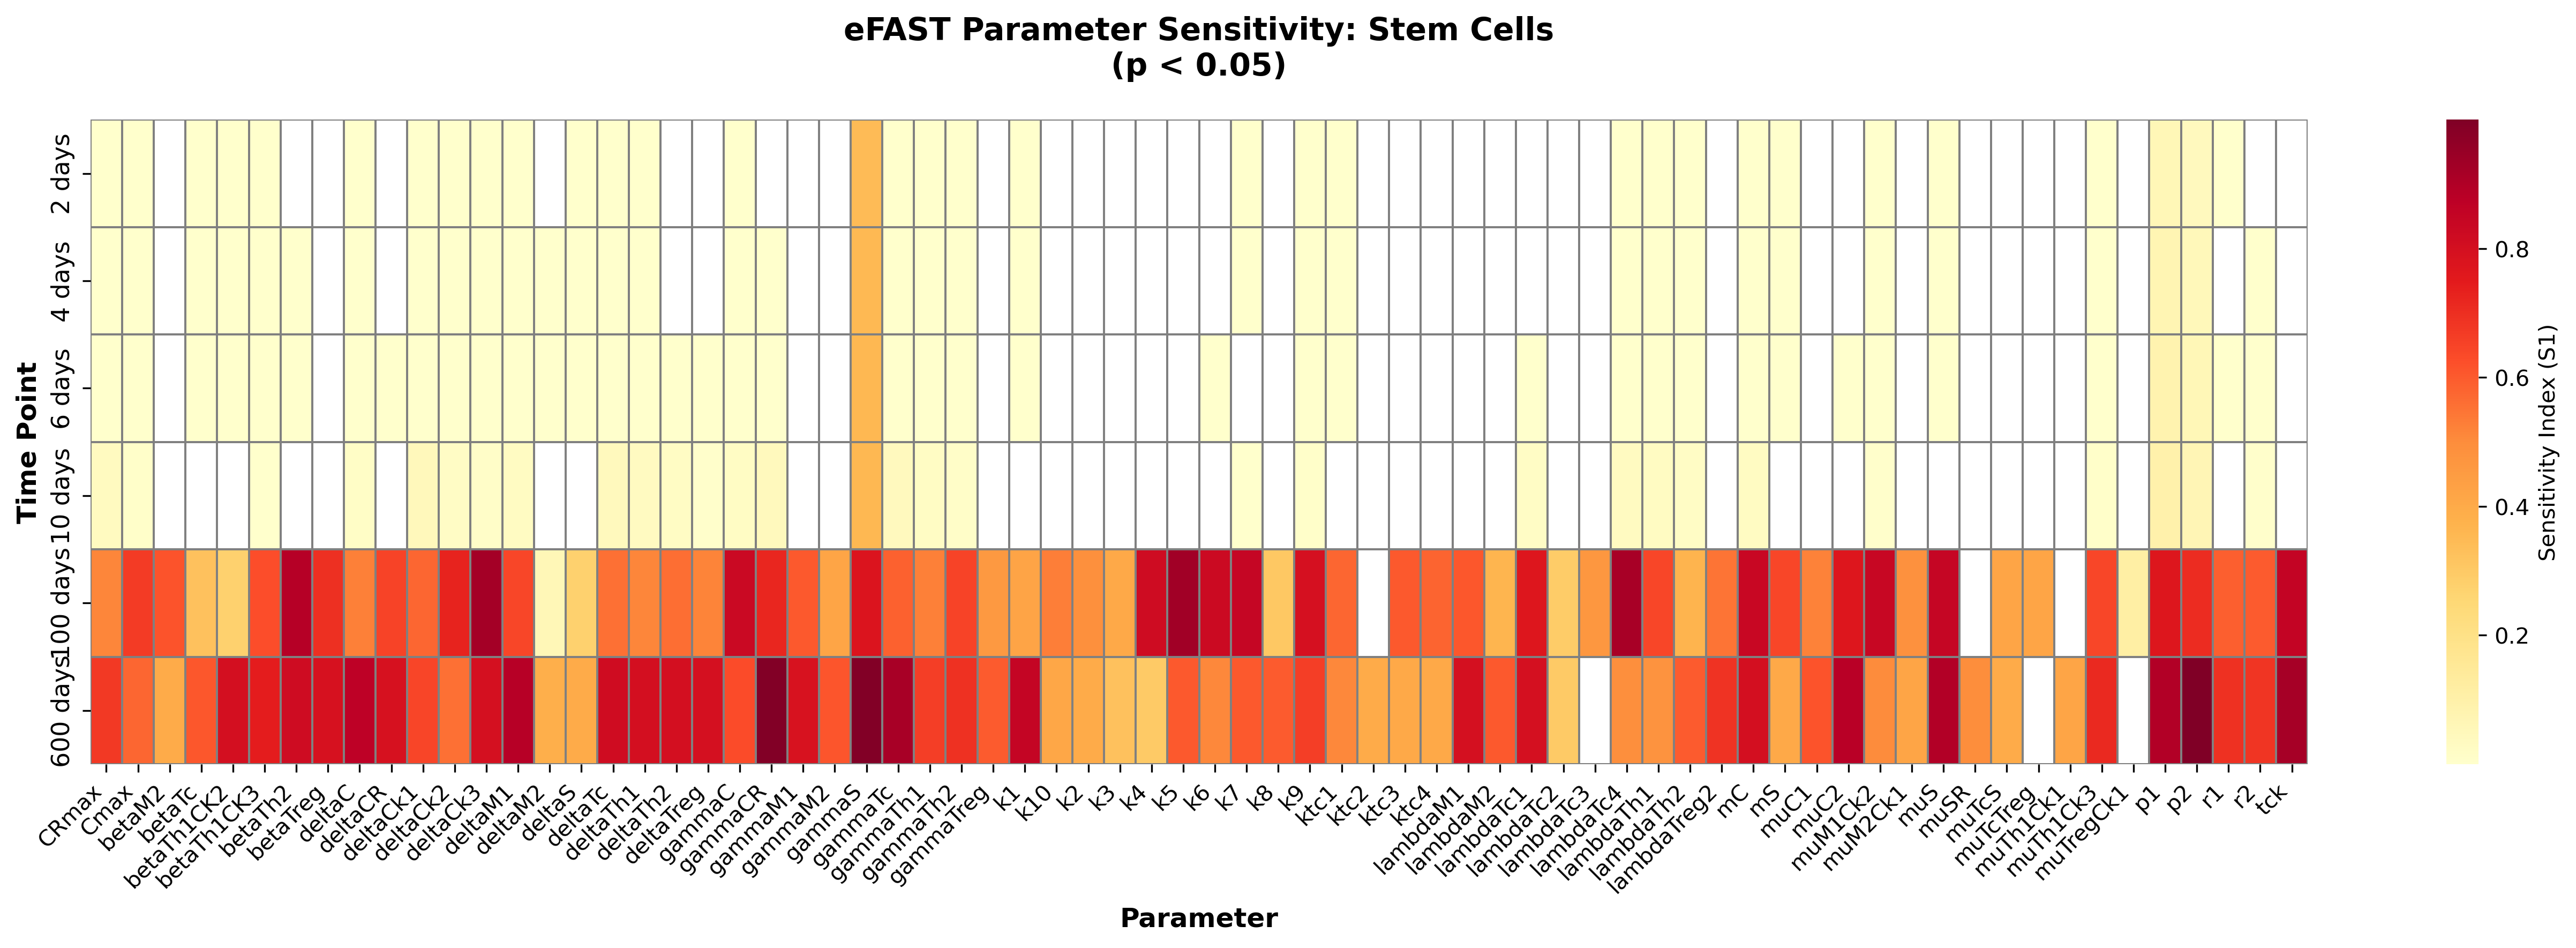 eFAST Parameter Sensitivity: Stem Cells
(p < 0.05)
Time Point
2 days
4 days
6 days
10 days
100 days
600 days
CRmax
Cmax
betaM2
betaTc
betaTh1CK2
betaTh1CK3
betaTh2
betaTreg
deltaC
deltaCR
deltaCk1
deltaCk2
deltaCk3
deltaM1
deltaM2
deltaS
deltaTc
deltaTh1
deltaTh2
deltaTreg
gammaC
gammaCR
gammaM1
gammaM2
gammaS
gammaTc
gammaTh1
gammaTh2
gammaTreg
k1
k10
k2
k3
k4
k5
k6
k7
k8
k9
ktc1
ktc2
ktc3
ktc4
lambdaM1
lambdaM2
lambdaTc1
lambdaTc2
lambdaTc3
lambdaTc4
lambdaTh1
lambdaTh2
lambdaTreg2
mC
mS
muC1
muC2
muM1Ck2
muM2Ck1
muS
muSR
muTcS
muTcTreg
muTh1Ck1
muTh1Ck3
muTregCk1
p1
p2
r1
r2
tck
Parameter
0.8
0.6
0.4
0.2
Sensitivity Index (S1)